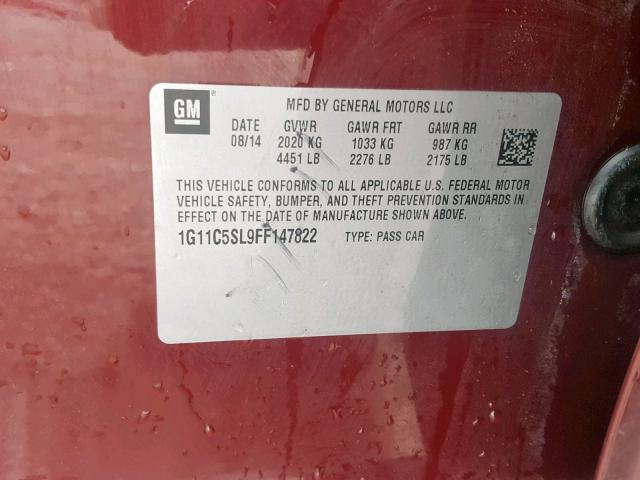 GM
MFD BY GENERAL MOTORS LLC
DATE GVWR GAWR FRT GAWR RR
08/14 2020 KG 1033 KG 987 KG
4451 LB 2276 LB 2175 LB
THIS VEHICLE CONFORMS TO ALL APPLICABLE U.S. FEDERAL MOTOR
VEHICLE SAFETY, BUMPER, AND THEFT PREVENTION STANDARDS
IN EFFECT ON THE DATE OF MANUFACTURE SHOWN ABOVE.
1G11C5SL9FF147822 TYPE: PASS CAR